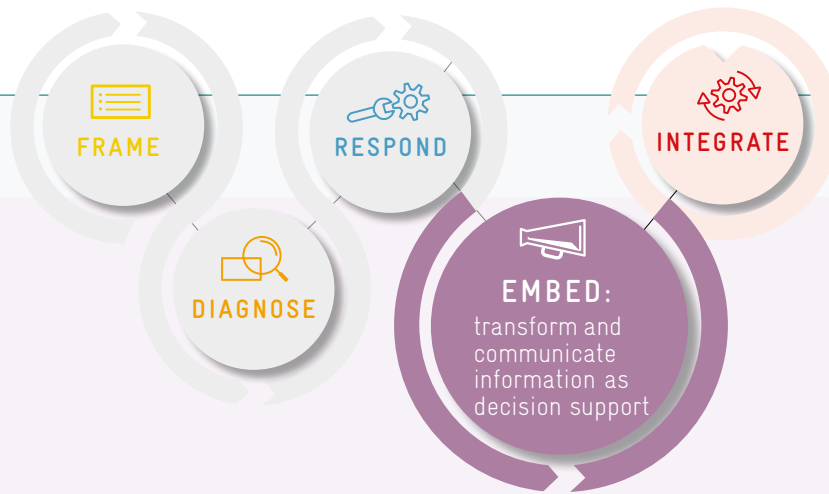 FRAME
DIAGNOSE
RESPOND
EMBED:
transform and
communicate
information as
decision support
INTEGRATE